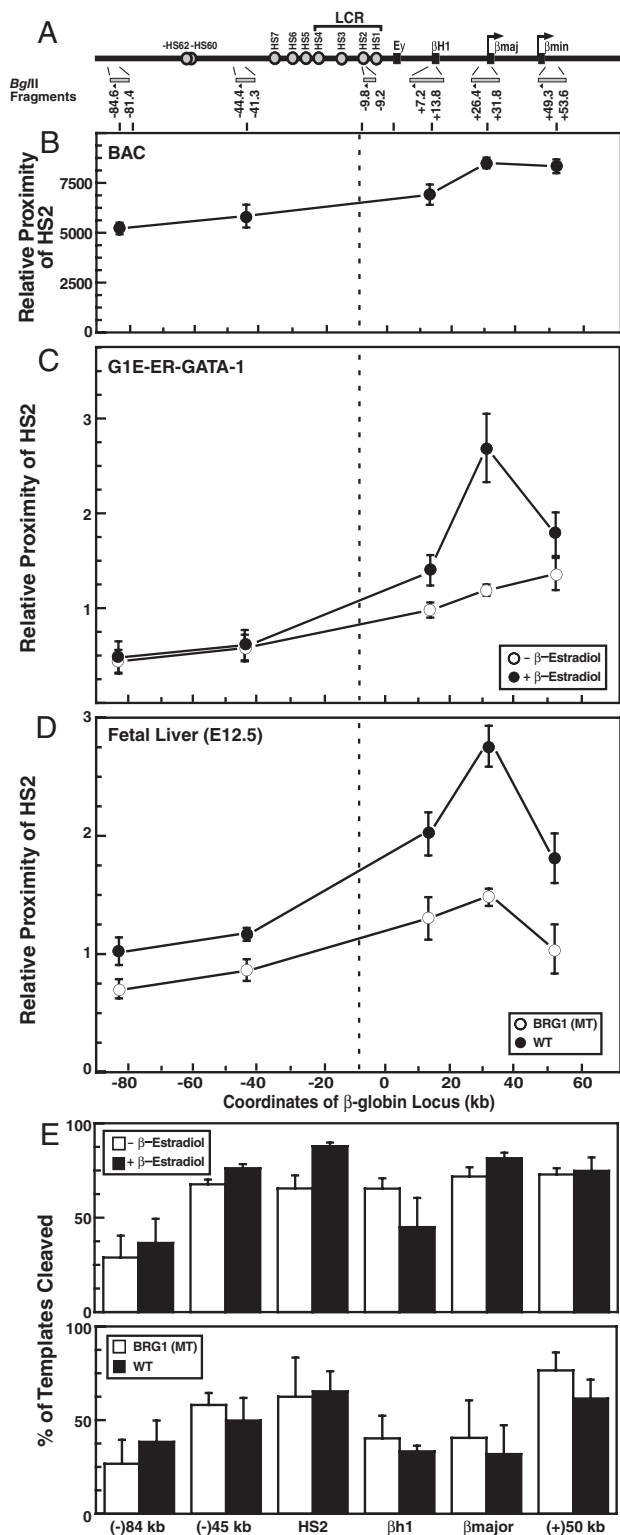 A
LCR
-HS62 -HS60 HS7 HS6 HS5 HS4 HS3 HS2 HS1 Ey βH1 βmaj βmin
BglII
Fragments
-84.6 -81.4 -44.4 -41.3 -9.8 -9.2 +7.2 +13.8 +26.4 +31.8 +49.3 +53.6
B
BAC
Relative Proximity
of HS2
7500
5000
2500
0
C
G1E-ER-GATA-1
Relative Proximity of HS2
3
2
1
0
− β−Estradiol
+ β−Estradiol
D
Fetal Liver (E12.5)
Relative Proximity of HS2
3
2
1
0
BRG1 (MT)
WT
-80 -60 -40 -20 0 20 40 60
Coordinates of β-globin Locus (kb)
E
% of Templates Cleaved
100
50
0
− β−Estradiol
+ β−Estradiol
100
50
0
BRG1 (MT)
WT
(-)84 kb (-)45 kb HS2 βh1 βmajor (+)50 kb